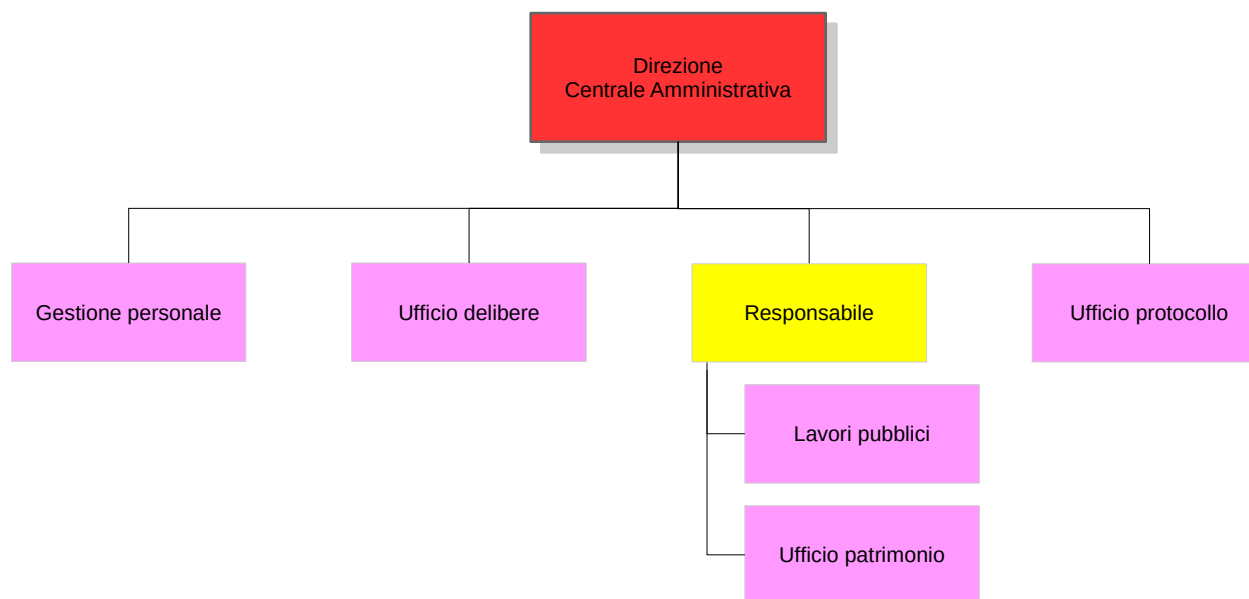 Direzione
Centrale Amministrativa
Gestione personale
Ufficio delibere
Responsabile
Ufficio protocollo
Lavori pubblici
Ufficio patrimonio